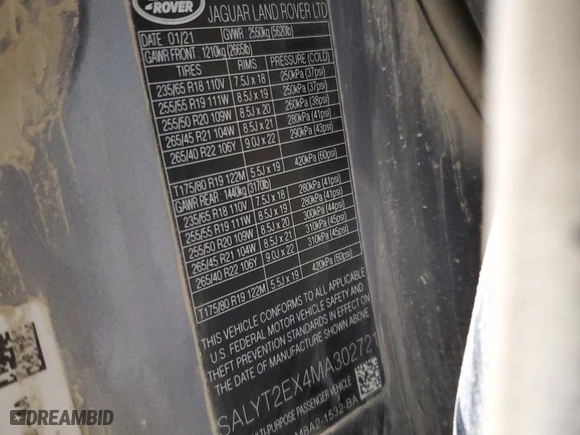 ROVER
JAGUAR LAND ROVER LTD
DATE 01/21 GVWR 2550kg (5620lb)
GAWR FRONT 1210kg (2665lb)
TIRES RIMS PRESSURE (COLD)
235/65 R18 110V 7.5J x 18 250kPa (37psi)
255/55 R19 111W 8.5J x 19 250kPa (37psi)
255/50 R20 109W 8.5J x 20 260kPa (38psi)
265/45 R21 104W 8.5J x 21 280kPa (41psi)
265/40 R22 106Y 9.0J x 22 290kPa (43psi)
T175/80 R19 122M 5.5J x 19 420kPa (60psi)
GAWR REAR 1440kg (3170lb)
235/65 R18 110V 7.5J x 18 280kPa (41psi)
255/55 R19 111W 8.5J x 19 280kPa (41psi)
255/50 R20 109W 8.5J x 20 300kPa (44psi)
265/45 R21 104W 8.5J x 21 310kPa (45psi)
265/40 R22 106Y 9.0J x 22 310kPa (45psi)
T175/80 R19 122M 5.5J x 19 420kPa (60psi)
THIS VEHICLE CONFORMS TO ALL APPLICABLE
U.S. FEDERAL MOTOR VEHICLE SAFETY AND
THEFT PREVENTION STANDARDS IN EFFECT ON
THE DATE OF MANUFACTURE SHOWN ABOVE
SALYT2EX4MA302721
MULTI-PURPOSE PASSENGER VEHICLE
M8A2-1532-BA
DREAMBID